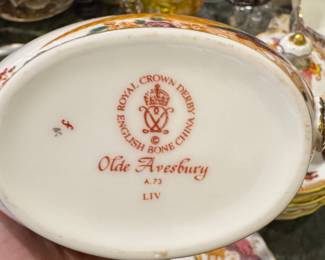 ROYAL CROWN DERBY
©
ENGLISH BONE CHINA
Olde Avesbury
A.73
LIV